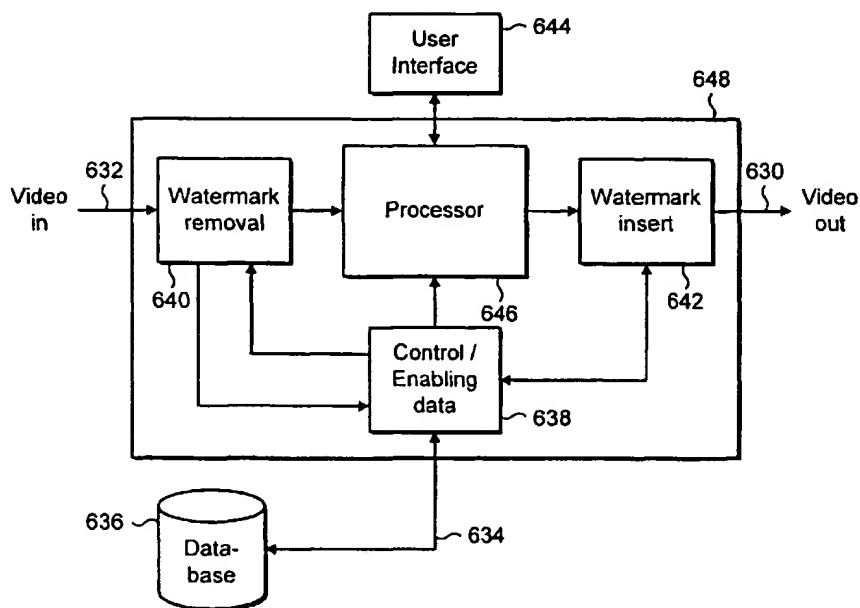 User
Interface
644
648
632
Video
in
Watermark
removal
640
Processor
646
Watermark
insert
642
630
Video
out
Control /
Enabling
data
638
636
Data-
base
634